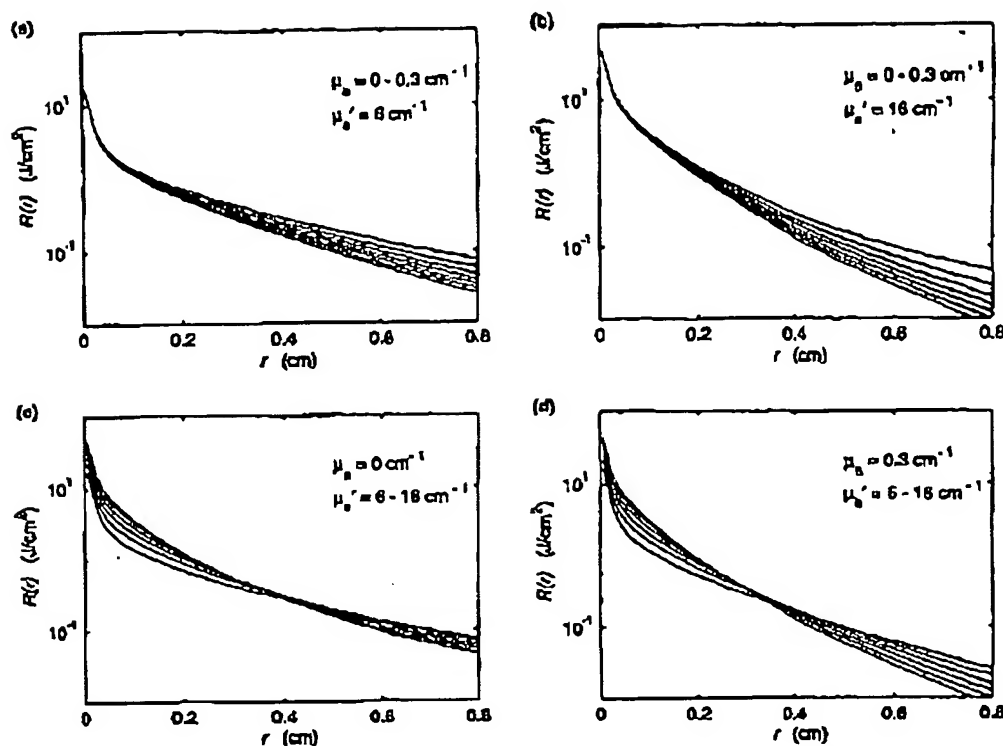 (a)
μₐ = 0 - 0.3 cm⁻¹
μₛ' = 6 cm⁻¹
10¹
10⁻¹
R(r) (J/cm²)
0 0.2 0.4 0.6 0.8
r (cm)
(b)
μₐ = 0 - 0.3 cm⁻¹
μₛ' = 16 cm⁻¹
10¹
10⁻¹
R(r) (J/cm²)
0 0.2 0.4 0.6 0.8
r (cm)
(c)
μₐ = 0 cm⁻¹
μₛ' = 6 - 16 cm⁻¹
10¹
10⁻¹
R(r) (J/cm²)
0 0.2 0.4 0.6 0.8
r (cm)
(d)
μₐ = 0.3 cm⁻¹
μₛ' = 6 - 16 cm⁻¹
10¹
10⁻¹
R(r) (J/cm²)
0 0.2 0.4 0.6 0.8
r (cm)